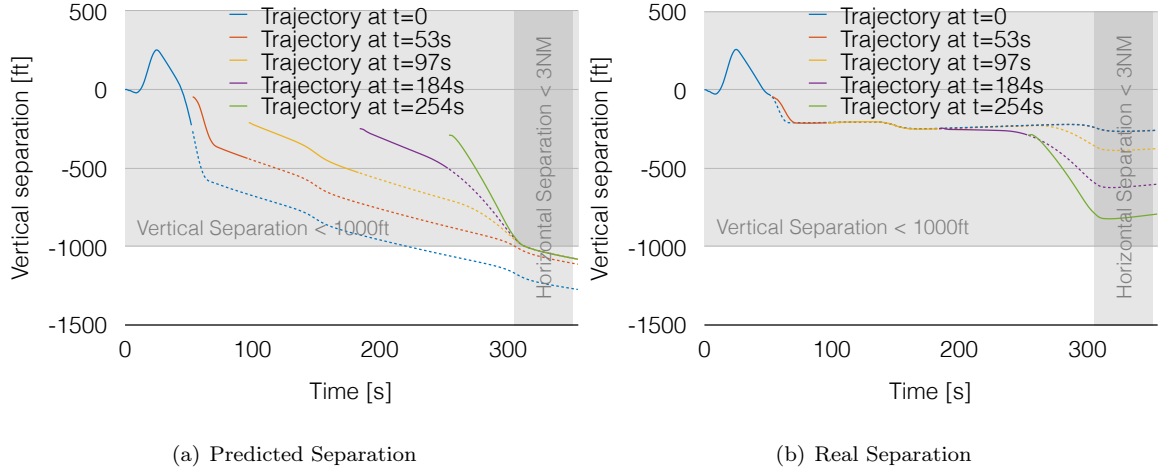 500
0
-500
-1000
-1500
Vertical separation [ft]
Trajectory at t=0
Trajectory at t=53s
Trajectory at t=97s
Trajectory at t=184s
Trajectory at t=254s
Vertical Separation < 1000ft
Horizontal Separation < 3NM
0
100
200
300
Time [s]
(a) Predicted Separation
500
0
-500
-1000
-1500
Vertical separation [ft]
Trajectory at t=0
Trajectory at t=53s
Trajectory at t=97s
Trajectory at t=184s
Trajectory at t=254s
Vertical Separation < 1000ft
Horizontal Separation < 3NM
0
100
200
300
Time [s]
(b) Real Separation